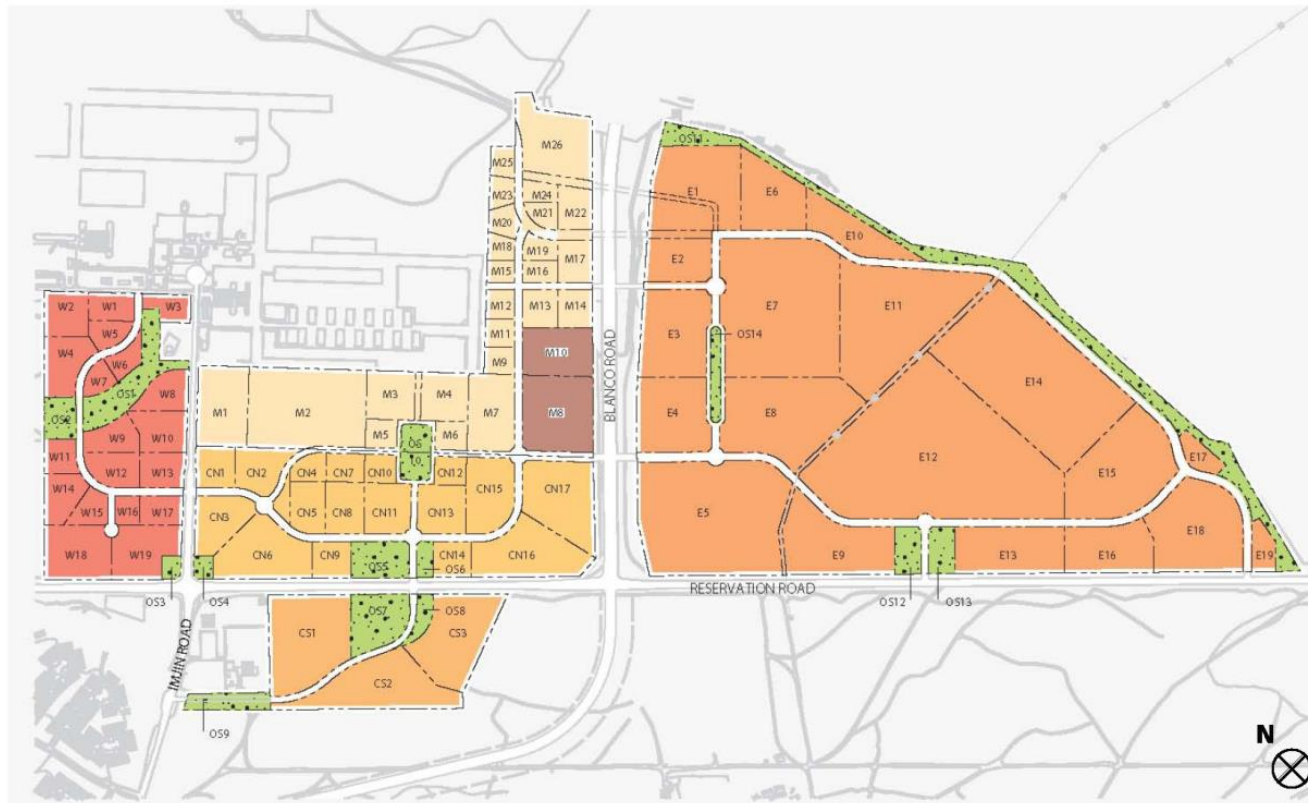 M26
OS11
M25
E1
E6
M23
M24
M21
M22
M20
E10
M18
M19
M17
E2
M15
M16
W2
W1
W3
M12
M13
M14
E7
E11
W5
M11
E3
OS14
W4
M10
W6
M9
BLANCO ROAD
W7
OS1
W8
M3
M4
E14
OS2
M1
M2
M7
M8
E4
E8
M5
M6
W9
W10
OS
10
W11
E12
E17
W12
W13
CN1
CN2
CN4
CN7
CN10
CN12
E15
W14
CN15
CN17
W15
W16
W17
CN3
CN5
CN8
CN11
CN13
E5
E18
W18
W19
CN6
CN9
OS5
CN14
CN16
E9
E13
E16
E19
OS6
RESERVATION ROAD
OS3
OS4
OS12
OS13
OS7
OS8
CS1
CS3
IMJIN ROAD
CS2
OS9
N